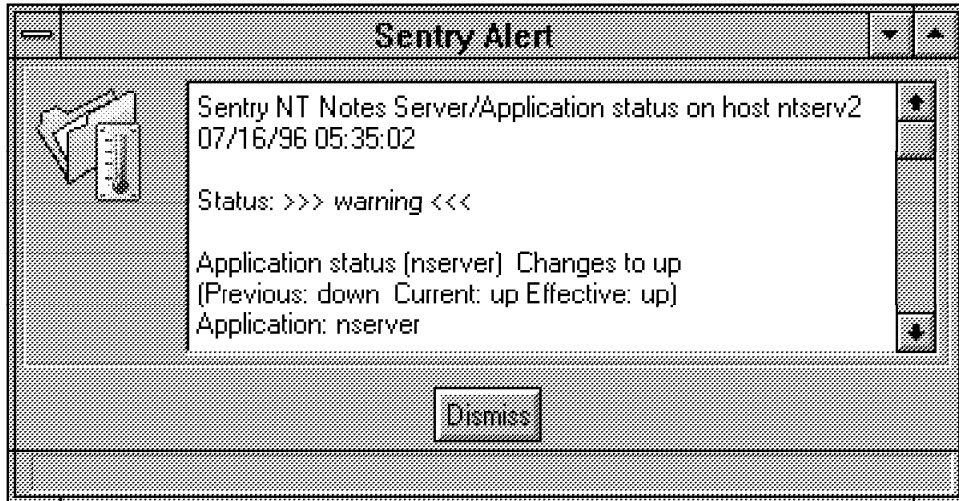 Sentry Alert
Sentry NT Notes Server/Application status on host ntserv2
07/16/96 05:35:02
Status: >>> warning <<<
Application status (nserver) Changes to up
(Previous: down Current: up Effective: up)
Application: nserver
Dismiss